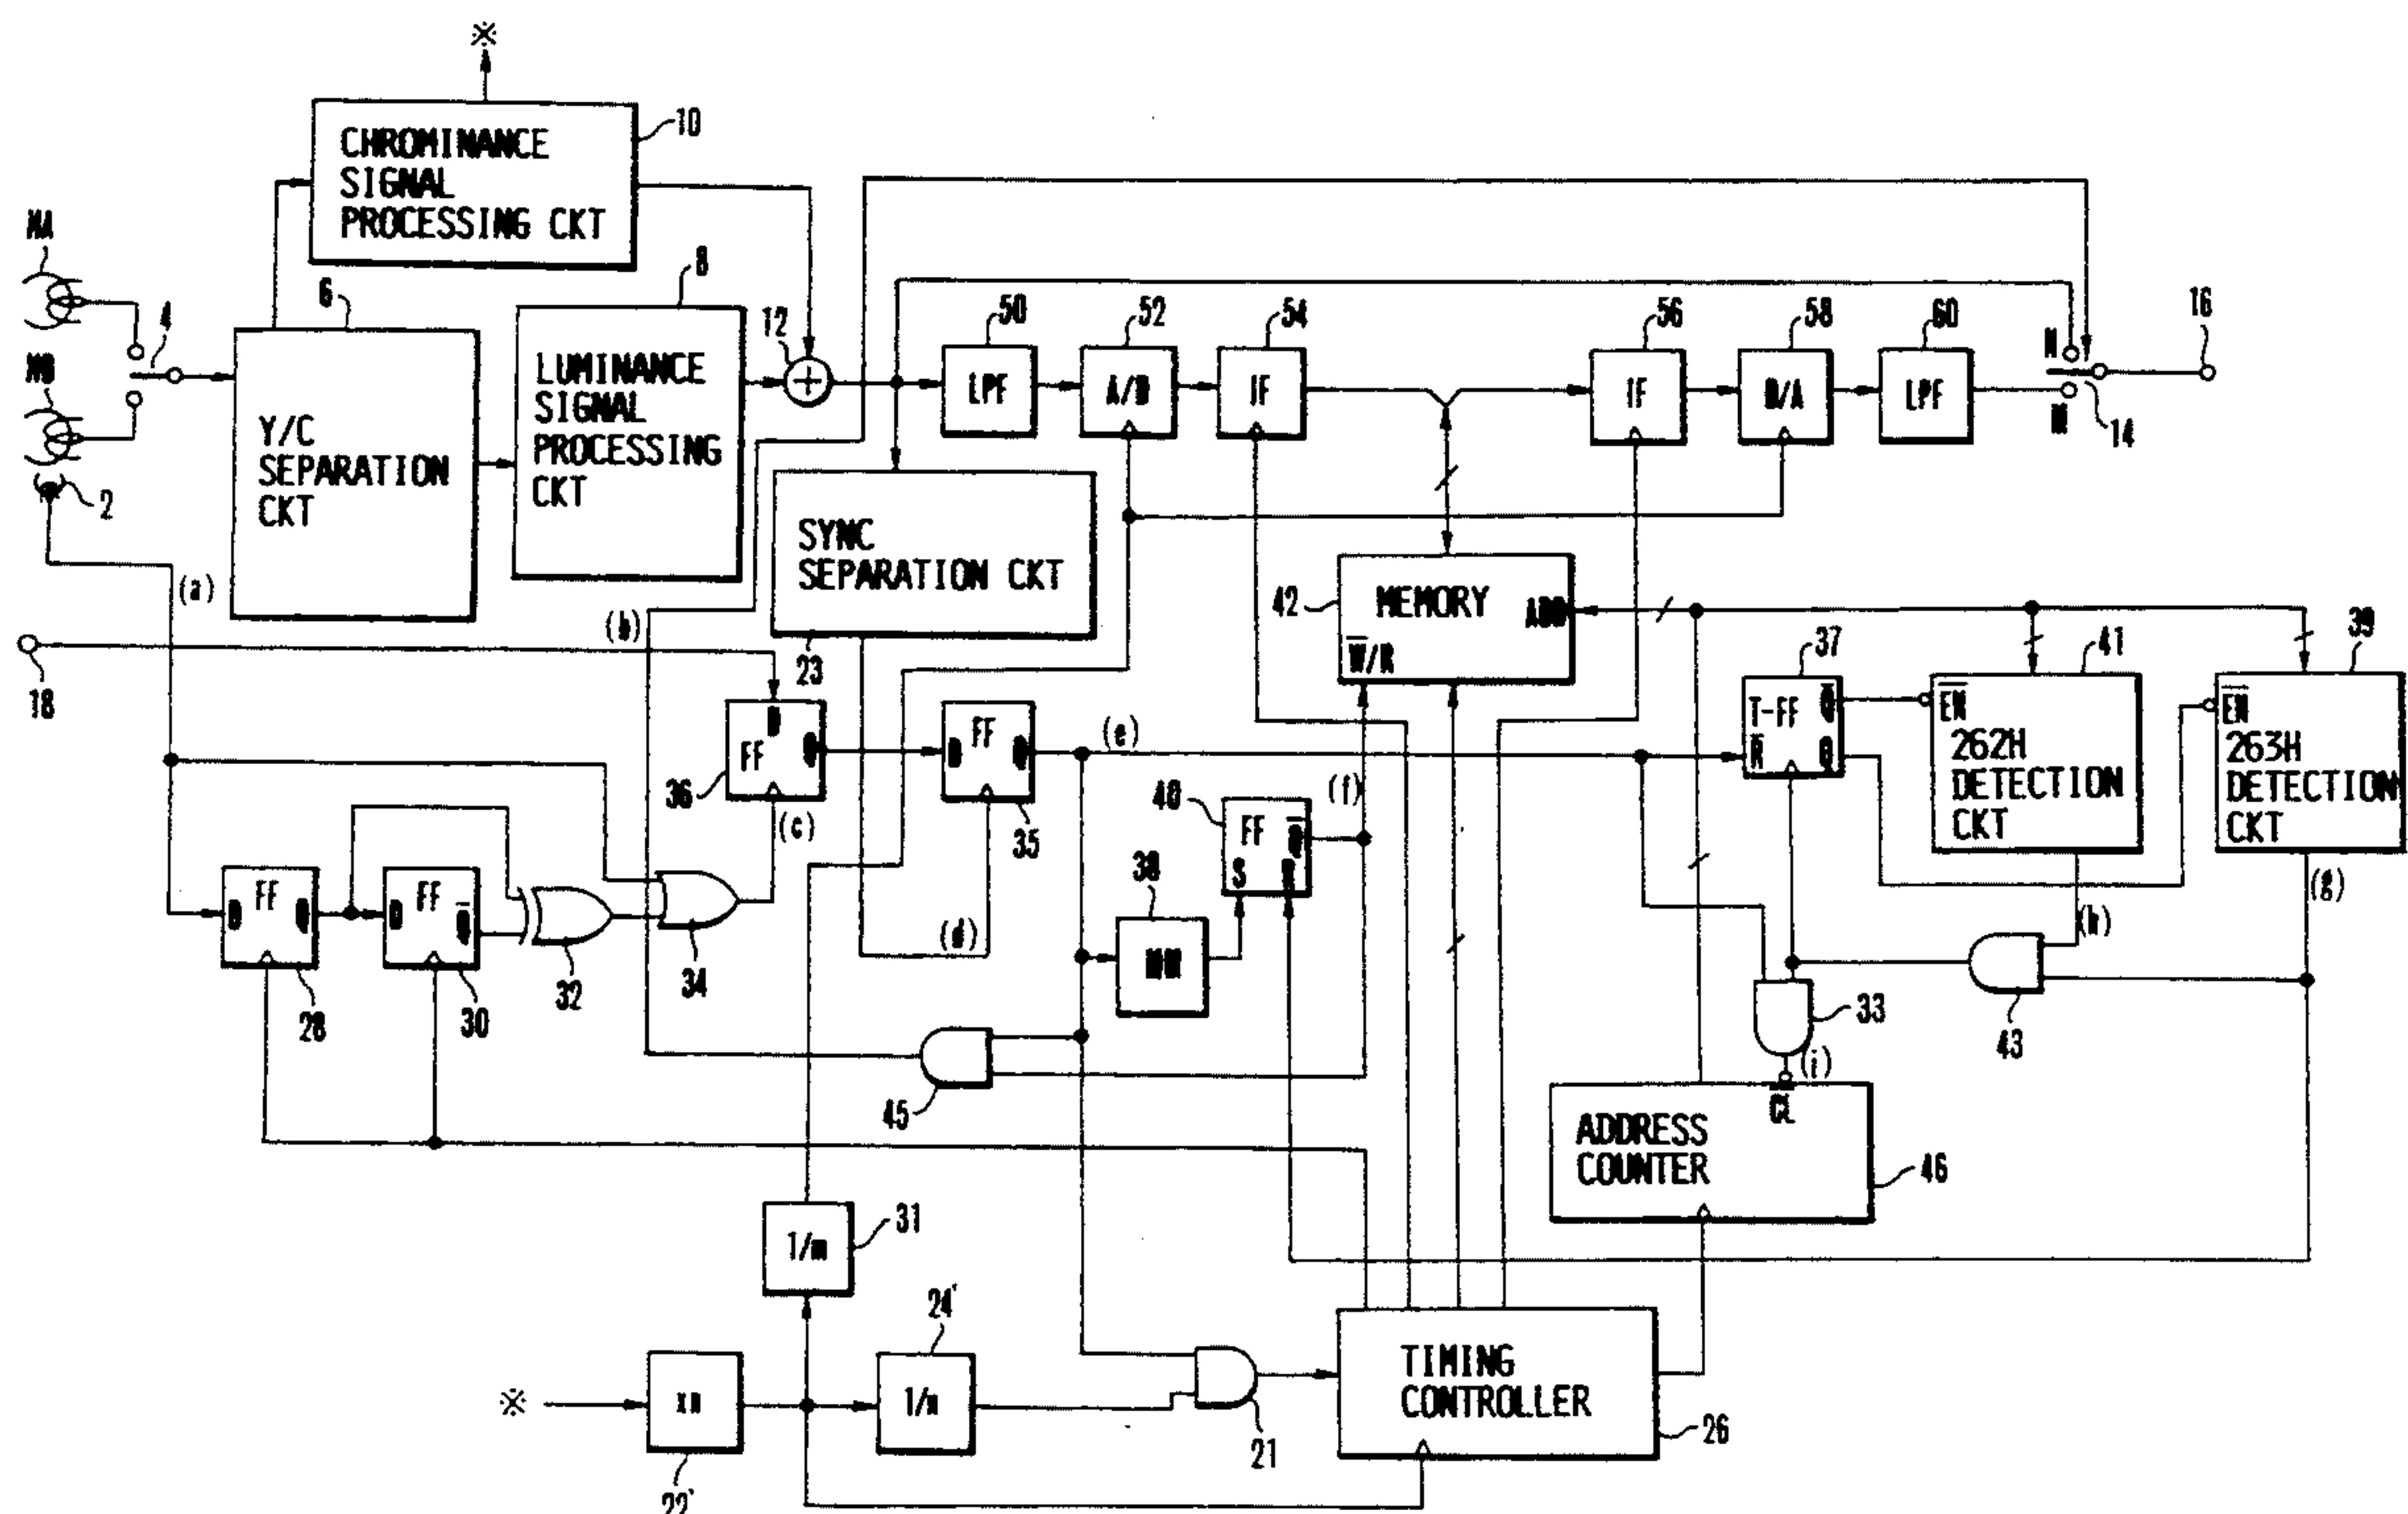 ※
CHROMINANCE
SIGNAL
PROCESSING CKT
10
8
6
4
12
50
52
54
56
58
60
16
LPF
A/D
IF
IF
D/A
LPF
N
M
14
Y/C
SEPARATION
CKT
LUMINANCE
SIGNAL
PROCESSING
CKT
2
SYNC
SEPARATION CKT
23
(a)
(b)
18
42
MEMORY
ADD
W̅/R
37
41
39
T-FF
Q̅
R̅
Q
E̅N̅
262H
DETECTION
CKT
E̅N̅
263H
DETECTION
CKT
D
FF
Q
36
(c)
D
FF
Q
35
(e)
(f)
40
FF
Q̅
S
R
38
MM
(d)
(g)
(h)
D
FF
Q
28
D
FF
Q̅
30
32
34
33
43
(i)
45
C̅L̅
ADDRESS
COUNTER
46
31
1/m
24'
1/n
※
xn
22'
21
TIMING
CONTROLLER
26